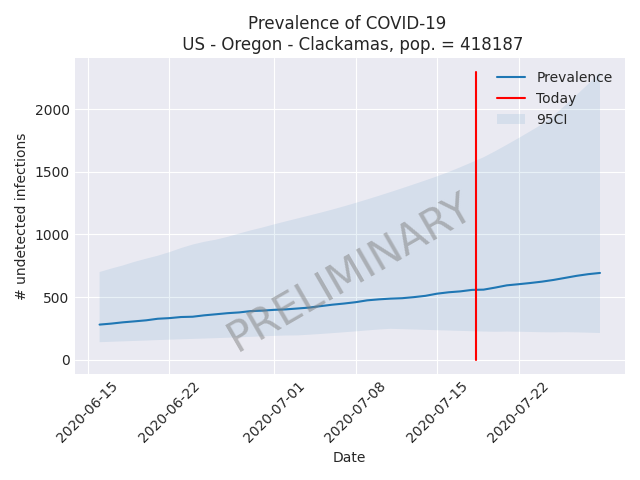 Prevalence of COVID-19
US - Oregon - Clackamas, pop. = 418187
Prevalence
Today
95CI
# undetected infections
2000
1500
1000
500
0
PRELIMINARY
2020-06-15
2020-06-22
2020-07-01
2020-07-08
2020-07-15
2020-07-22
Date